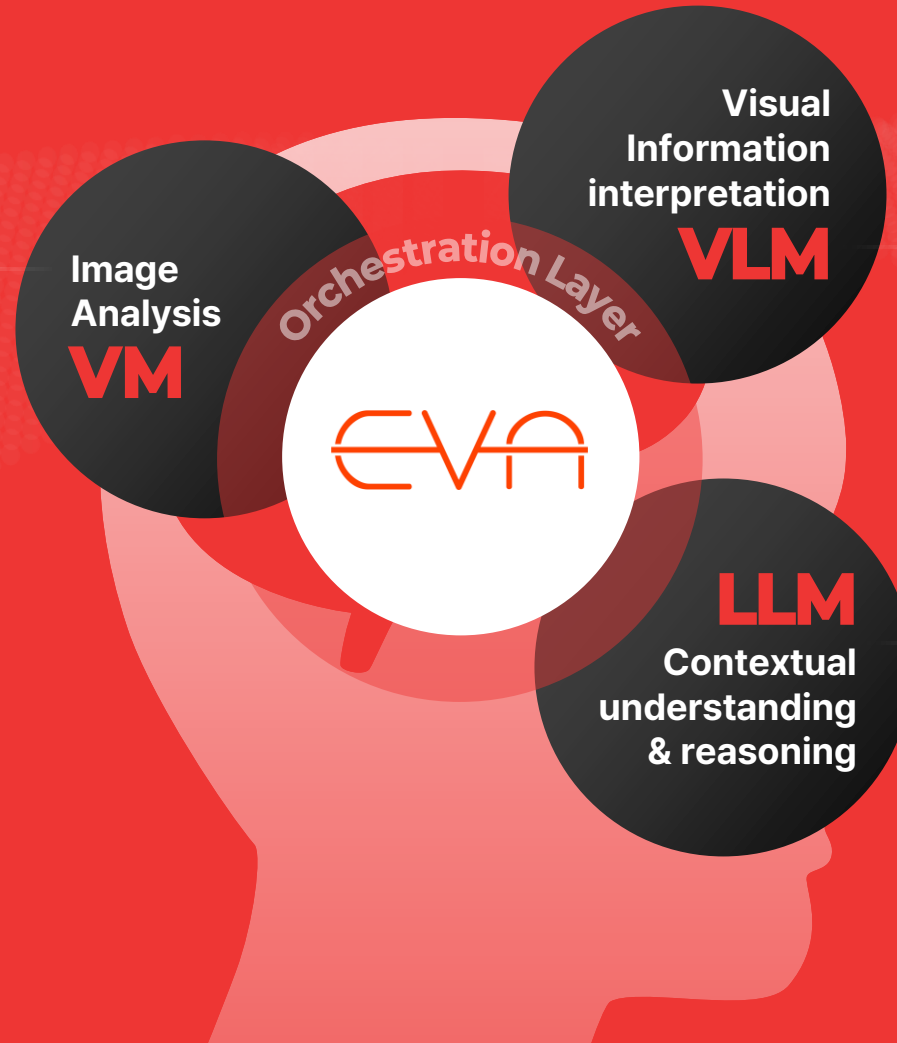 Visual
Information
interpretation
VLM
Image
Analysis
VM
Orchestration Layer
EVA
LLM
Contextual
understanding
& reasoning